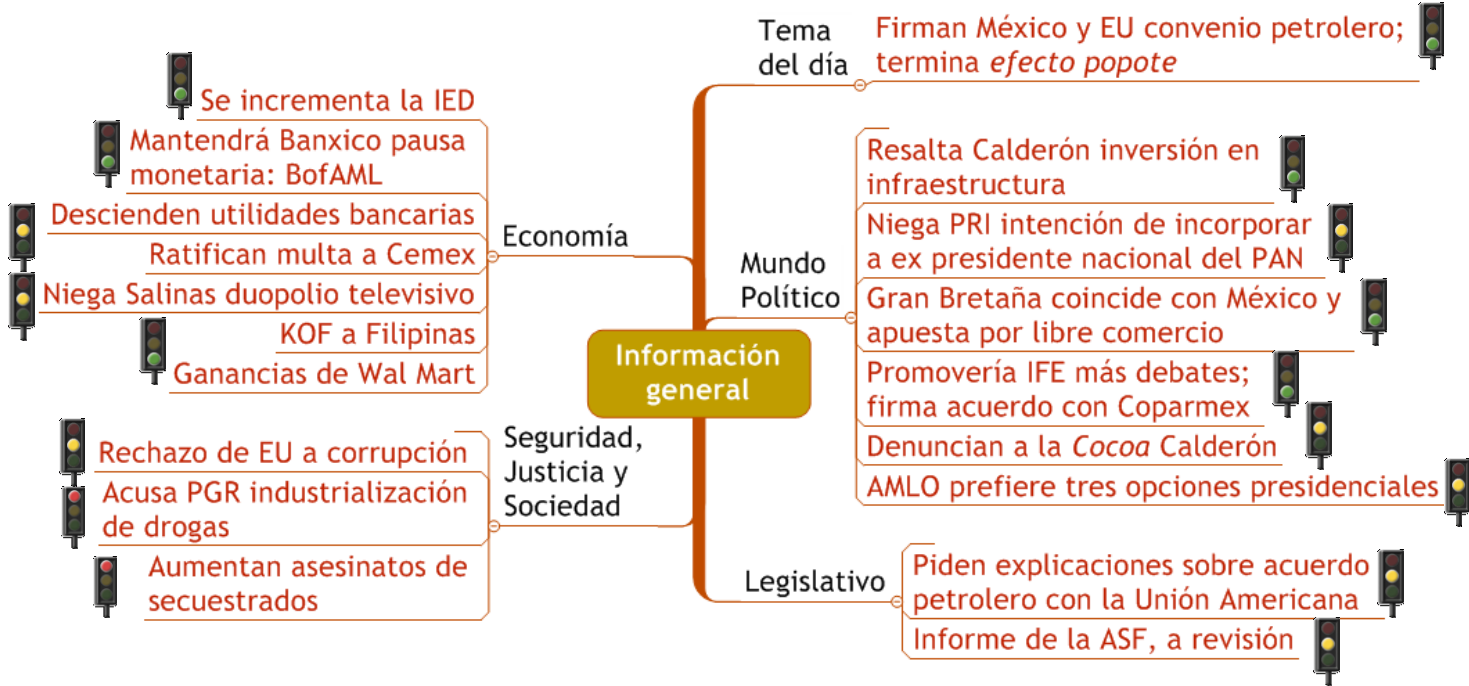 Información
general
Tema
del día
Firman México y EU convenio petrolero;
termina efecto popote
Mundo
Político
Resalta Calderón inversión en
infraestructura
Niega PRI intención de incorporar
a ex presidente nacional del PAN
Gran Bretaña coincide con México y
apuesta por libre comercio
Promovería IFE más debates;
firma acuerdo con Coparmex
Denuncian a la Cocoa Calderón
AMLO prefiere tres opciones presidenciales
Legislativo
Piden explicaciones sobre acuerdo
petrolero con la Unión Americana
Informe de la ASF, a revisión
Economía
Se incrementa la IED
Mantendrá Banxico pausa
monetaria: BofAML
Descienden utilidades bancarias
Ratifican multa a Cemex
Niega Salinas duopolio televisivo
KOF a Filipinas
Ganancias de Wal Mart
Seguridad,
Justicia y
Sociedad
Rechazo de EU a corrupción
Acusa PGR industrialización
de drogas
Aumentan asesinatos de
secuestrados